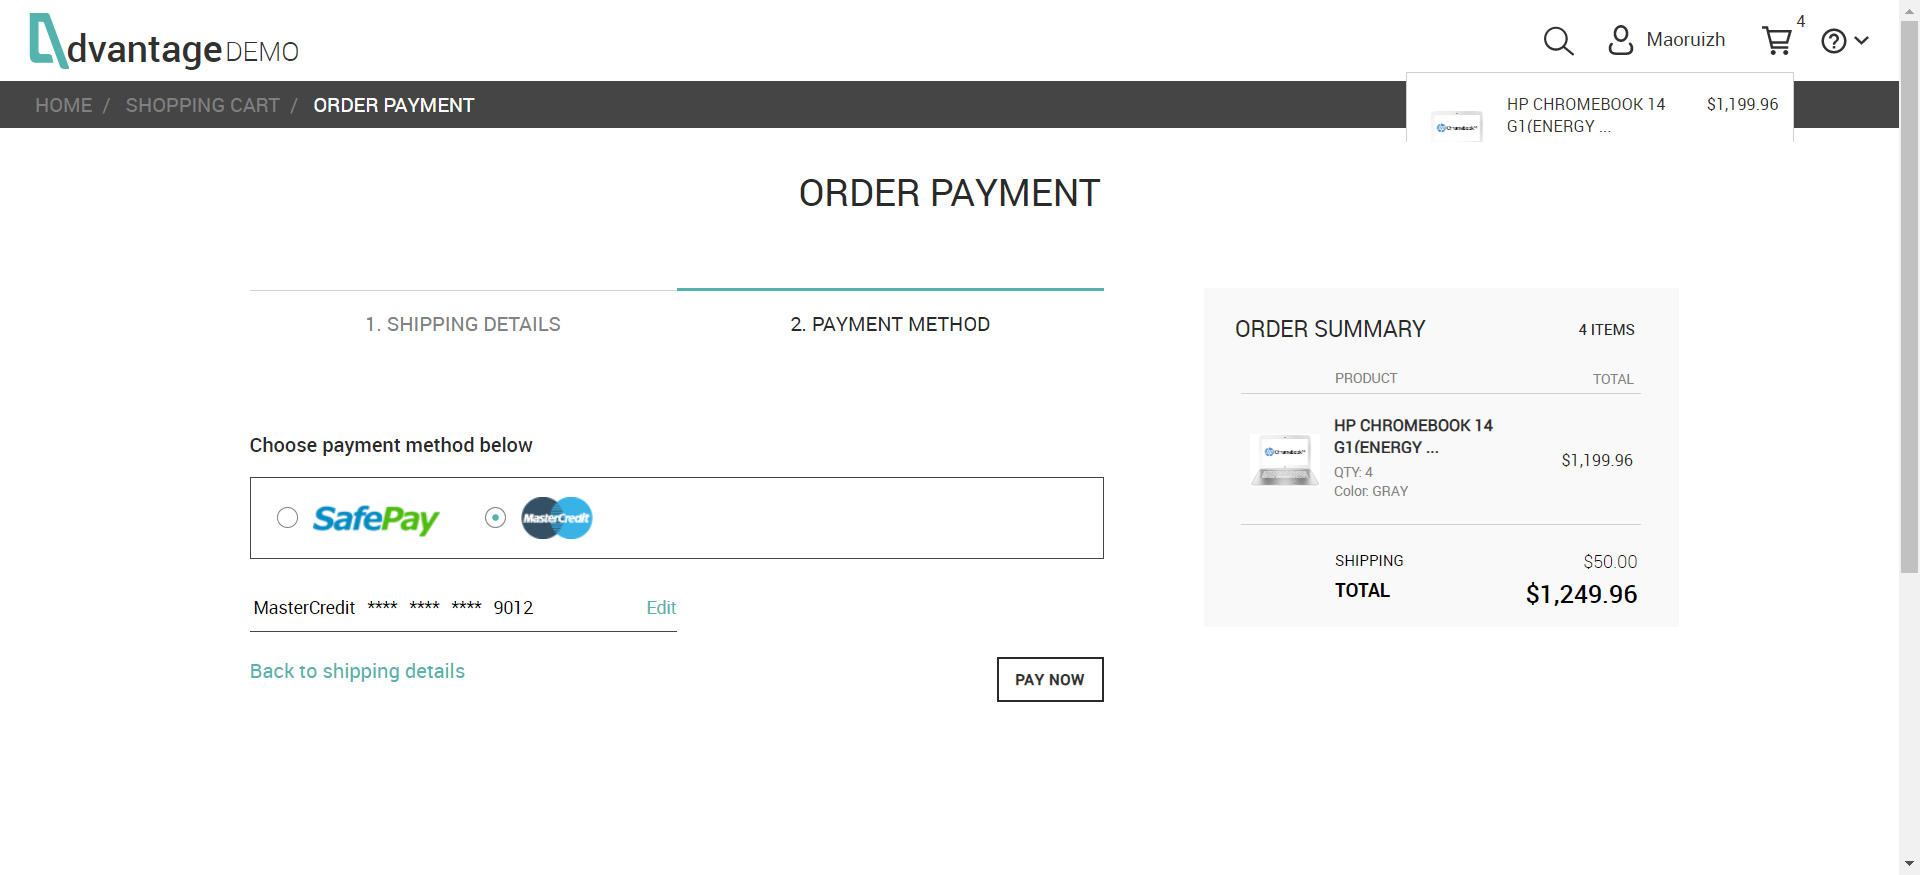 dvantage DEMO
Maoruizh
4
HOME / SHOPPING CART / ORDER PAYMENT
HP CHROMEBOOK 14 $1,199.96
G1(ENERGY ...
Chromebook™
ORDER PAYMENT
1. SHIPPING DETAILS
2. PAYMENT METHOD
Choose payment method below
SafePay
MasterCredit
MasterCredit **** **** **** 9012
Edit
Back to shipping details
PAY NOW
ORDER SUMMARY
4 ITEMS
PRODUCT
TOTAL
Chromebook™
HP CHROMEBOOK 14
G1(ENERGY ...
QTY: 4
Color: GRAY
$1,199.96
SHIPPING $50.00
TOTAL $1,249.96